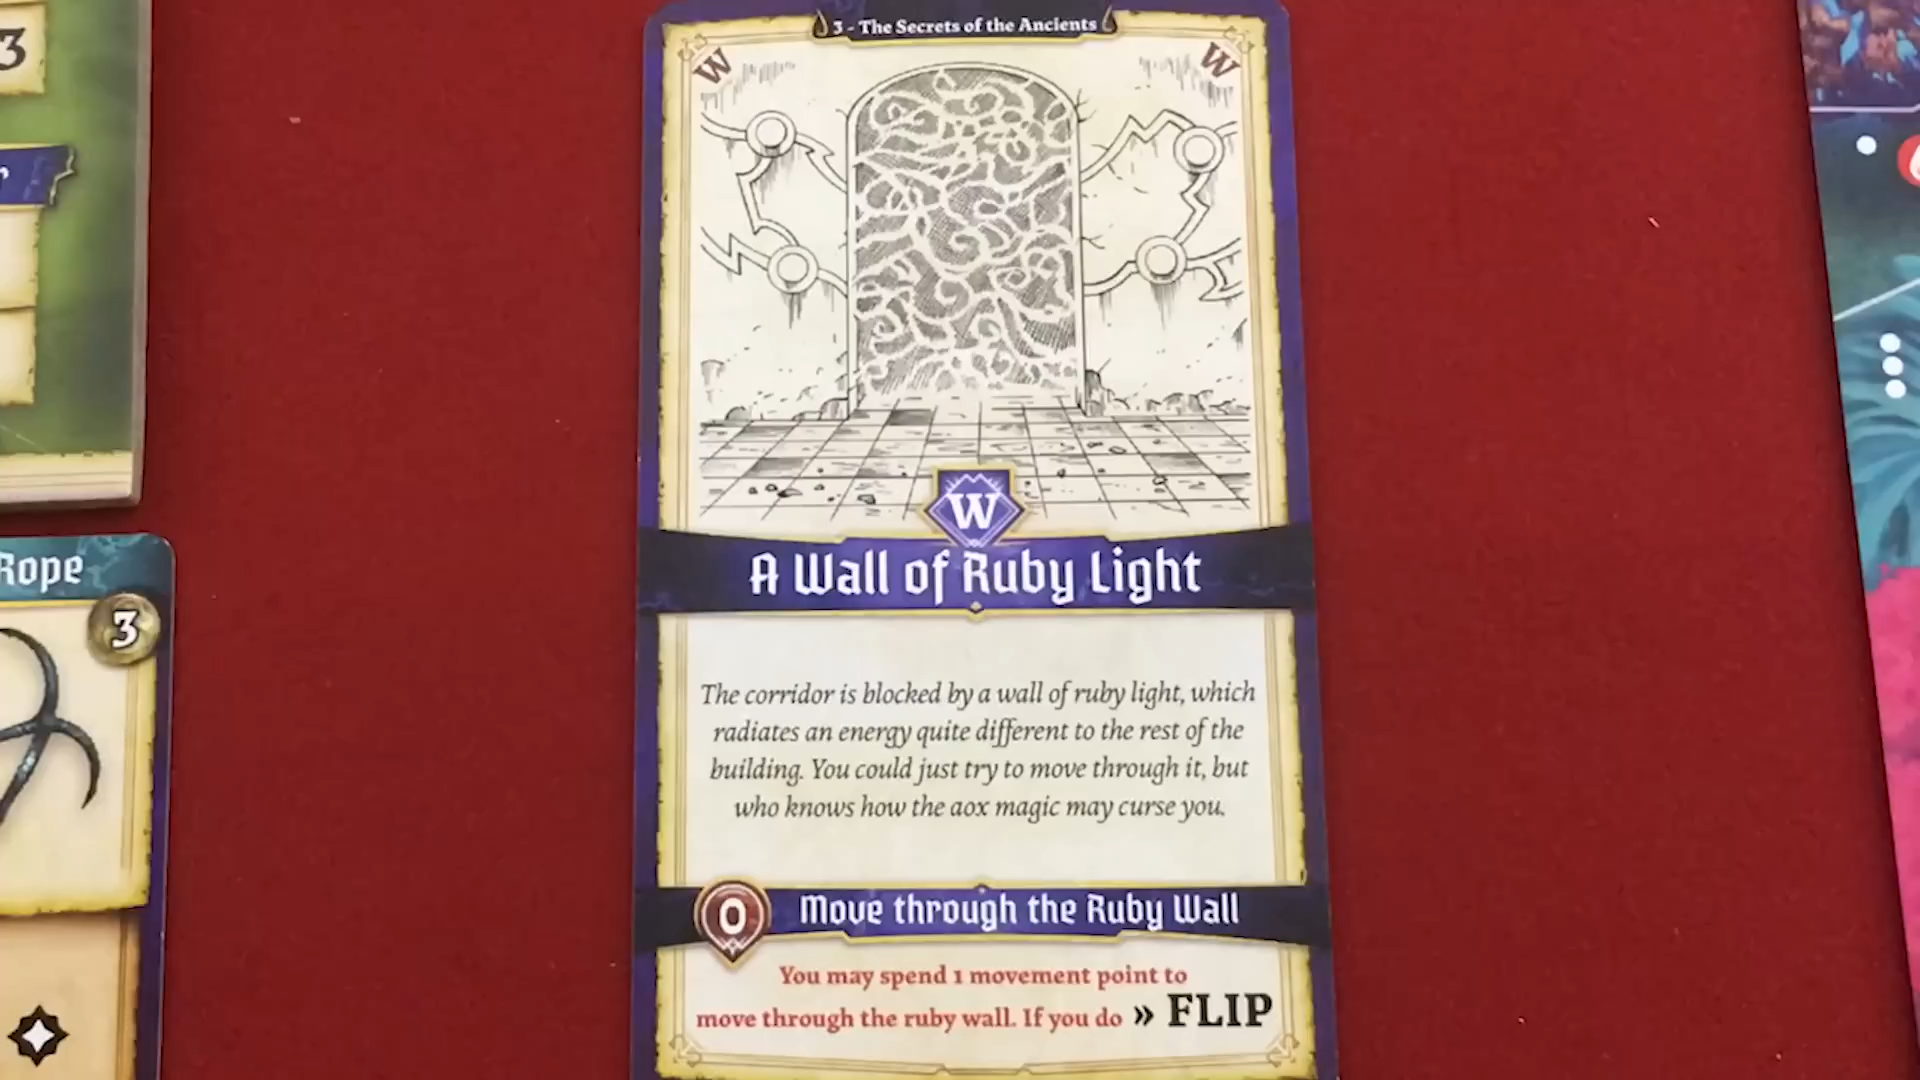 3 - The Secrets of the Ancients
W
W
3
W
A Wall of Ruby Light
Rope
3
The corridor is blocked by a wall of ruby light, which
radiates an energy quite different to the rest of the
building. You could just try to move through it, but
who knows how the aox magic may curse you.
0
Move through the Ruby Wall
You may spend 1 movement point to
move through the ruby wall. If you do » FLIP